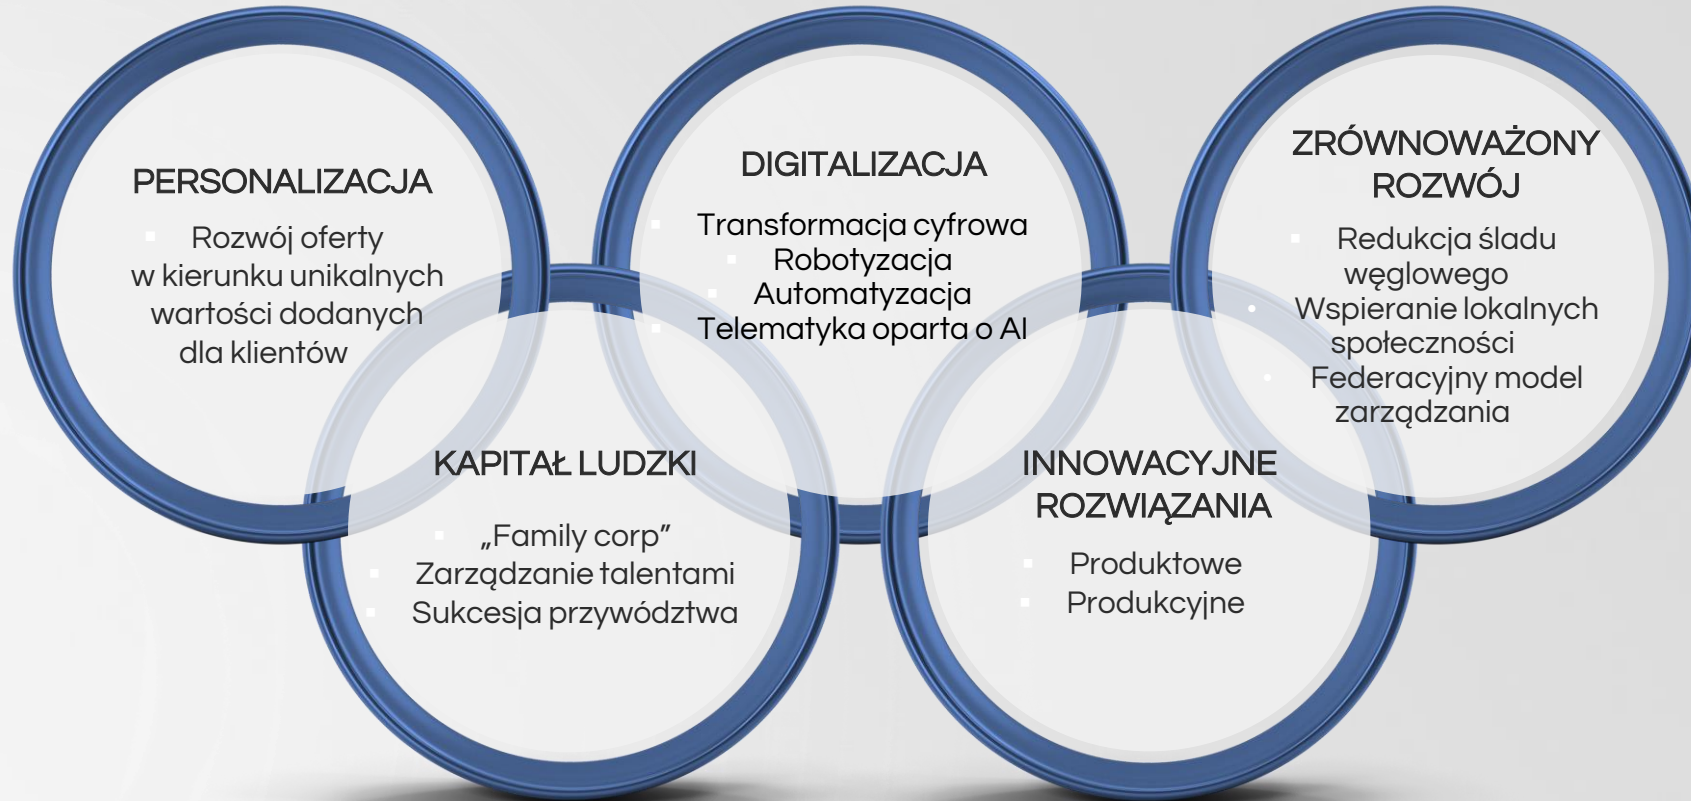 PERSONALIZACJA
Rozwój oferty
w kierunku unikalnych
wartości dodanych
dla klientów
KAPITAŁ LUDZKI
„Family corp”
Zarządzanie talentami
Sukcesja przywództwa
DIGITALIZACJA
Transformacja cyfrowa
Robotyzacja
Automatyzacja
Telematyka oparta o AI
INNOWACYJNE
ROZWIĄZANIA
Produktowe
Produkcyjne
ZRÓWNOWAŻONY
ROZWÓJ
Redukcja śladu
węglowego
Wspieranie lokalnych
społeczności
Federacyjny model
zarządzania